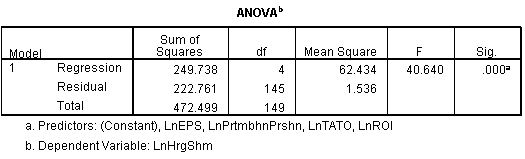 ANOVAb
Model Sum of Squares df Mean Square F Sig.
1 Regression 249.738 4 62.434 40.640 .000a
Residual 222.761 145 1.536
Total 472.499 149
a. Predictors: (Constant), LnEPS, LnPrtmbhnPrshn, LnTATO, LnROI
b. Dependent Variable: LnHrgShm